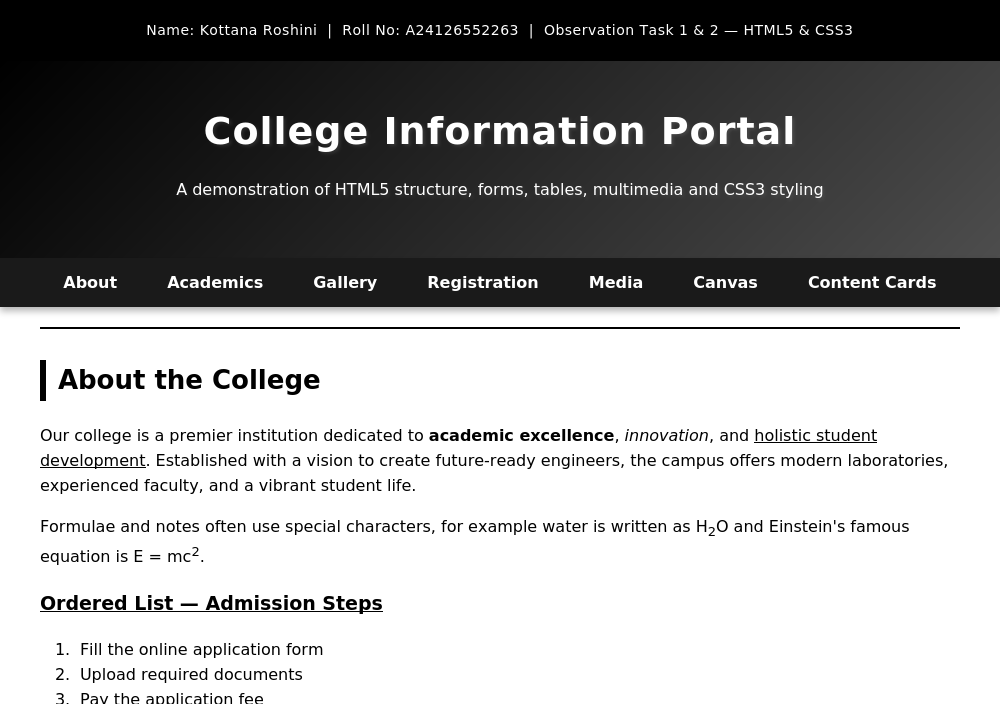 Name: Kottana Roshini | Roll No: A24126552263 | Observation Task 1 & 2 — HTML5 & CSS3
College Information Portal
A demonstration of HTML5 structure, forms, tables, multimedia and CSS3 styling
About Academics Gallery Registration Media Canvas Content Cards
About the College
Our college is a premier institution dedicated to academic excellence, innovation, and holistic student
development. Established with a vision to create future-ready engineers, the campus offers modern laboratories,
experienced faculty, and a vibrant student life.
Formulae and notes often use special characters, for example water is written as H₂O and Einstein's famous
equation is E = mc².
Ordered List — Admission Steps
1. Fill the online application form
2. Upload required documents
3. Pay the application fee